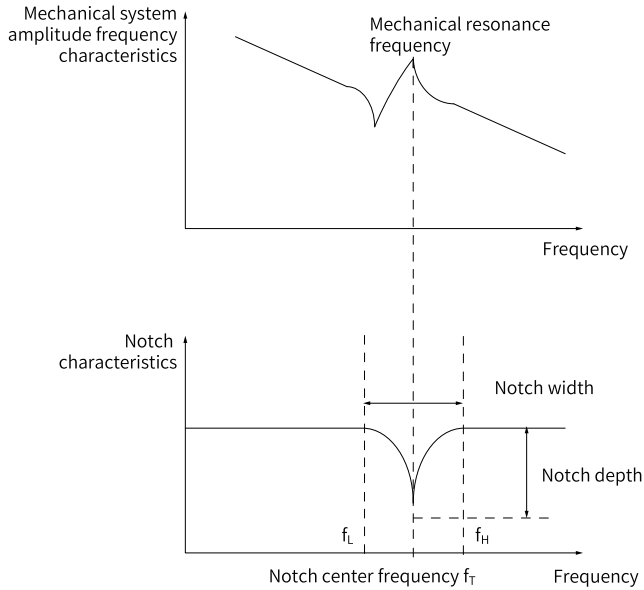 Mechanical system
amplitude frequency
characteristics
Mechanical resonance
frequency
Frequency
Notch
characteristics
Notch width
Notch depth
fL
fH
Notch center frequency fT
Frequency